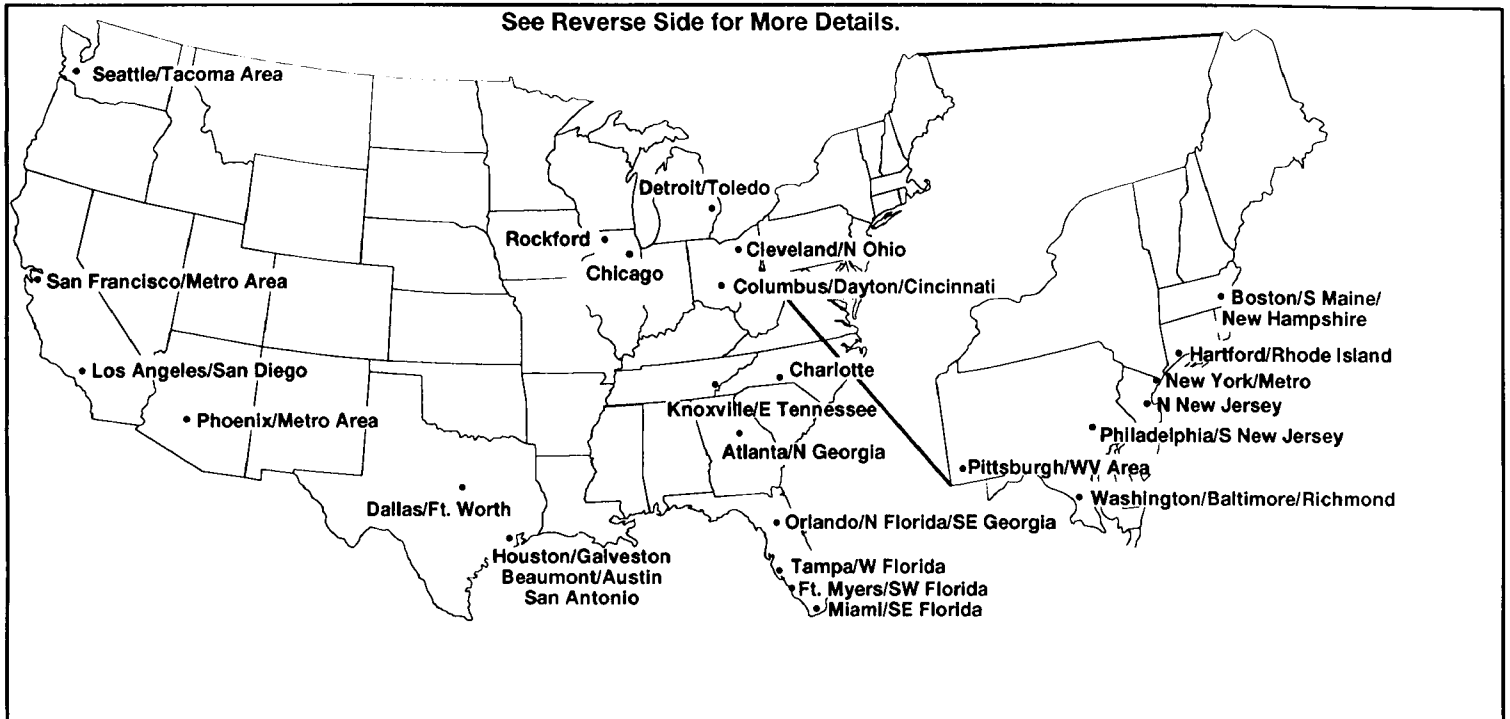 See Reverse Side for More Details.
Seattle/Tacoma Area
Detroit/Toledo
Rockford
Chicago
Cleveland/N Ohio
Columbus/Dayton/Cincinnati
San Francisco/Metro Area
Los Angeles/San Diego
Phoenix/Metro Area
Charlotte
Knoxville/E Tennessee
Atlanta/N Georgia
Dallas/Ft. Worth
Houston/Galveston
Beaumont/Austin
San Antonio
Orlando/N Florida/SE Georgia
Tampa/W Florida
Ft. Myers/SW Florida
Miami/SE Florida
Boston/S Maine/
New Hampshire
Hartford/Rhode Island
New York/Metro
N New Jersey
Philadelphia/S New Jersey
Pittsburgh/WV Area
Washington/Baltimore/Richmond